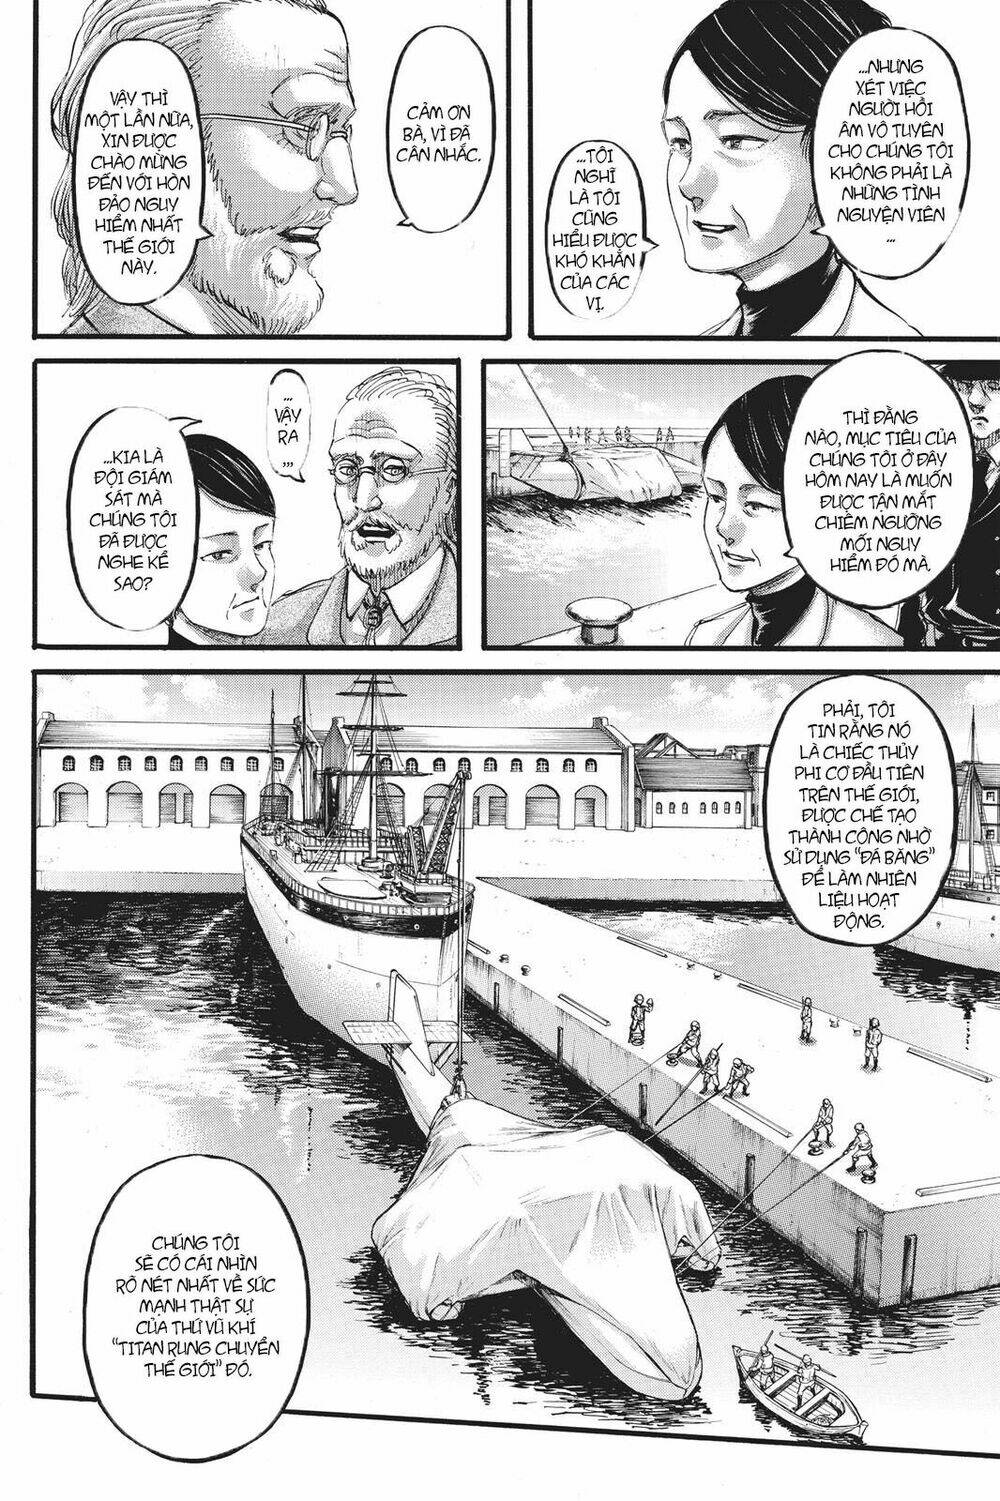 ...NHƯNG
XÉT VIỆC
NGƯỜI HỒI
ÂM VÔ TUYẾN
CHO CHÚNG TÔI
KHÔNG PHẢI LÀ
NHỮNG TÌNH
NGUYỆN VIÊN
...
...TÔI
NGHĨ
LÀ TÔI
CŨNG
HIỂU ĐƯỢC
KHÓ KHĂN
CỦA CÁC
VỊ.
CẢM ƠN
BÀ, VÌ ĐÃ
CÂN NHẮC.
VẬY THÌ
MỘT LẦN NỮA,
XIN ĐƯỢC
CHÀO MỪNG
ĐẾN VỚI HÒN
ĐẢO NGUY
HIỂM NHẤT
THẾ GIỚI
NÀY.
THÌ ĐẰNG
NÀO, MỤC TIÊU CỦA
CHÚNG TÔI Ở ĐÂY
HÔM NAY LÀ MUỐN
ĐƯỢC TẬN MẮT
CHIÊM NGƯỠNG
MỐI NGUY
HIỂM ĐÓ MÀ.
...
VẬY
RA
...
...KIA LÀ
ĐỘI GIÁM
SÁT MÀ
CHÚNG TÔI
ĐÃ ĐƯỢC
NGHE KỂ
SAO?
PHẢI, TÔI
TIN RẰNG NÓ
LÀ CHIẾC THỦY
PHI CƠ ĐẦU TIÊN
TRÊN THẾ GIỚI,
ĐƯỢC CHẾ TẠO
THÀNH CÔNG NHỜ
SỬ DỤNG "ĐÁ BĂNG"
ĐỂ LÀM NHIÊN
LIỆU HOẠT
ĐỘNG.
CHÚNG TÔI
SẼ CÓ CÁI NHÌN
RÕ NÉT NHẤT VỀ SỨC
MẠNH THẬT SỰ
CỦA THỨ VŨ KHÍ
"TITAN RUNG CHUYỂN
THẾ GIỚI" ĐÓ.